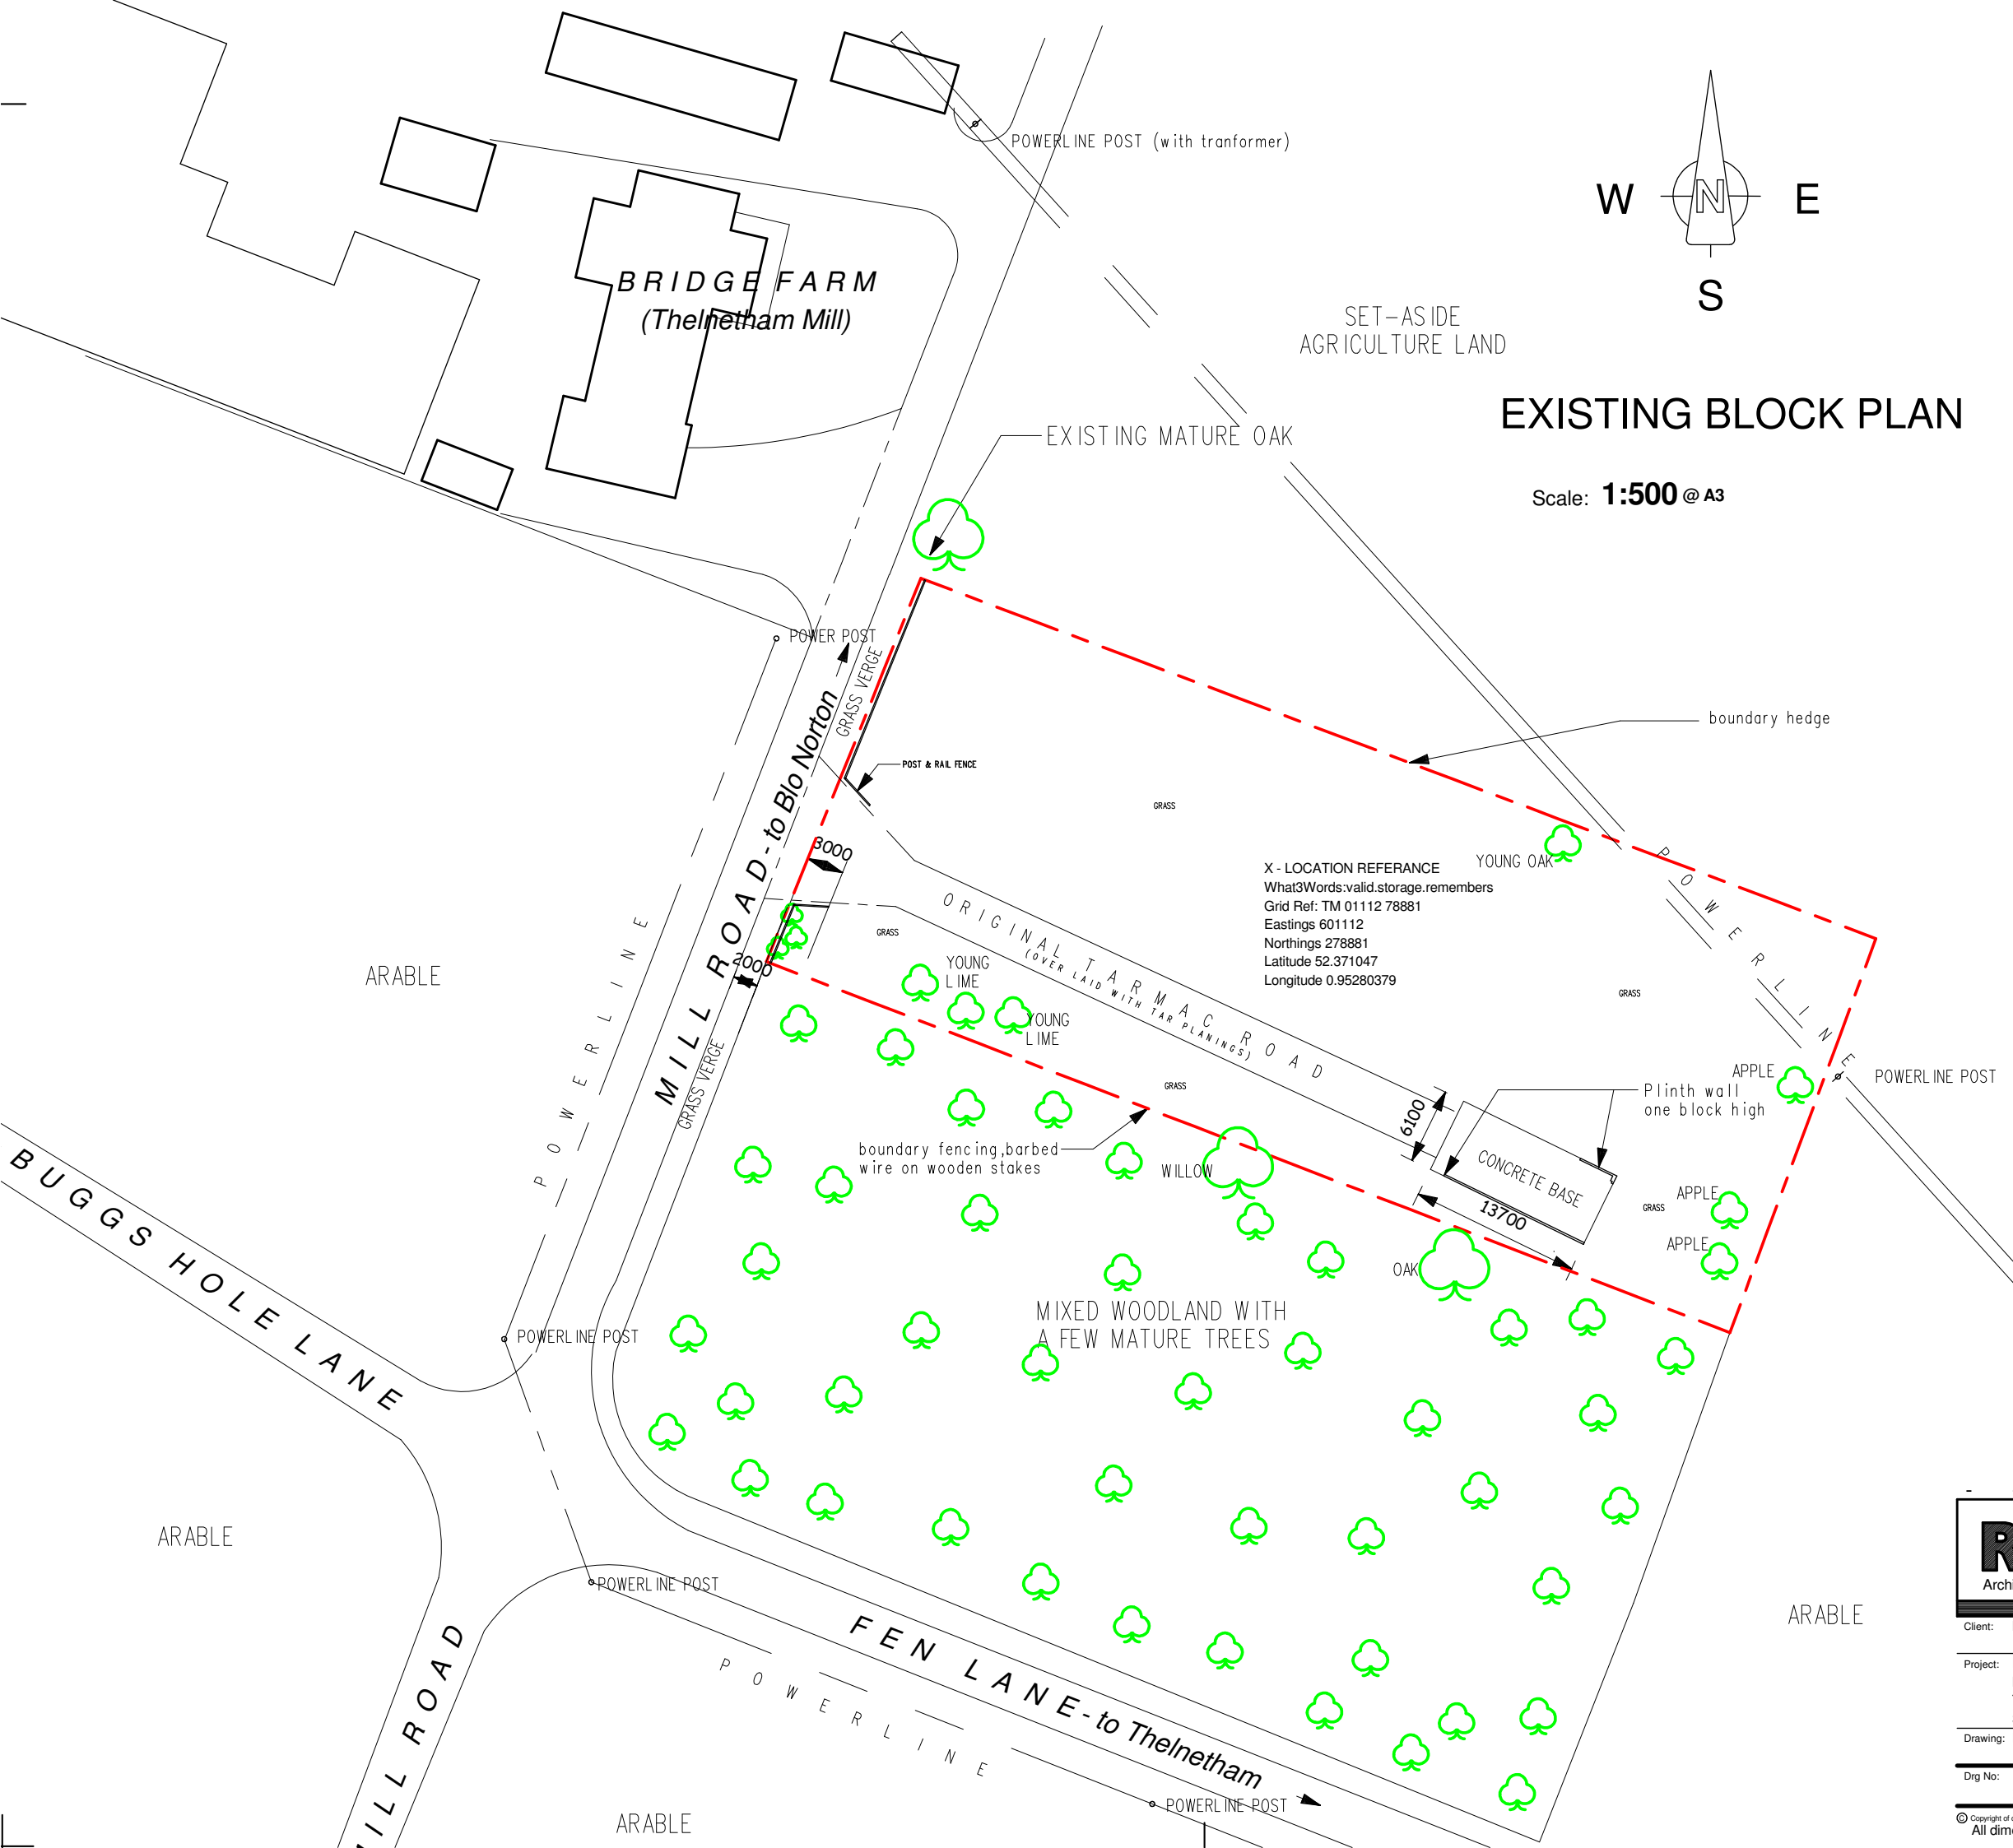 POWERLINE POST (with tranformer)
W
N
E
S
BRIDGE FARM
(Thelnetham Mill)
SET-ASIDE
AGRICULTURE LAND
EXISTING BLOCK PLAN
EXISTING MATURE OAK
Scale: 1:500 @ A3
POWER POST
GRASS VERGE
boundary hedge
MILL ROAD - to Blo Norton
POST & RAIL FENCE
GRASS
3000
X - LOCATION REFERANCE
What3Words:valid.storage.remembers
Grid Ref: TM 01112 78881
Eastings 601112
Northings 278881
Latitude 52.371047
Longitude 0.95280379
YOUNG OAK
POWERLINE
ORIGINAL TARMAC ROAD
(OVER LAID WITH TAR PLANINGS)
GRASS
ARABLE
POWERLINE
2000
YOUNG
LIME
YOUNG
LIME
GRASS
GRASS VERGE
GRASS
APPLE
POWERLINE POST
Plinth wall
one block high
6100
boundary fencing,barbed
wire on wooden stakes
WILLOW
CONCRETE BASE
13700
GRASS
APPLE
APPLE
OAK
BUGGS HOLE LANE
MIXED WOODLAND WITH
A FEW MATURE TREES
POWERLINE POST
ARABLE
POWERLINE POST
MILL ROAD
FEN LANE - to Thelnetham
POWERLINE
POWERLINE POST
ARABLE
ARABLE
R
Archi
Client:
Project:
Drawing:
Drg No:
© Copyright of
All dim